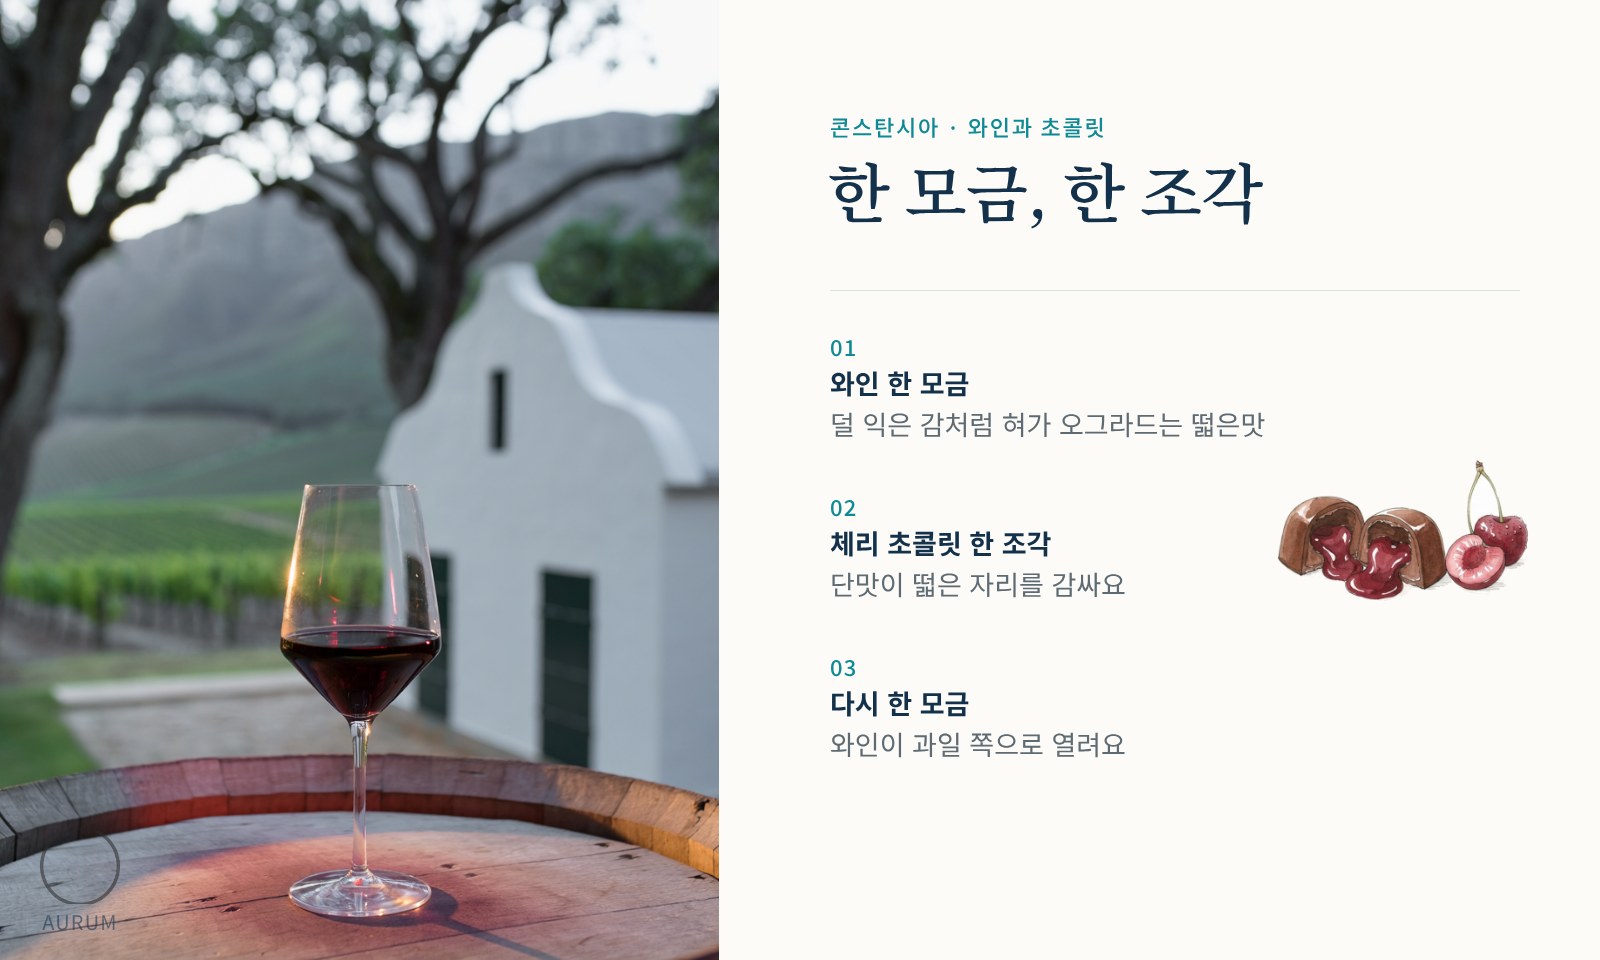 콘스탄시아 · 와인과 초콜릿
한 모금, 한 조각
01
와인 한 모금
덜 익은 감처럼 혀가 오그라드는 떫은맛
02
체리 초콜릿 한 조각
단맛이 떫은 자리를 감싸요
03
다시 한 모금
와인이 과일 쪽으로 열려요
AURUM